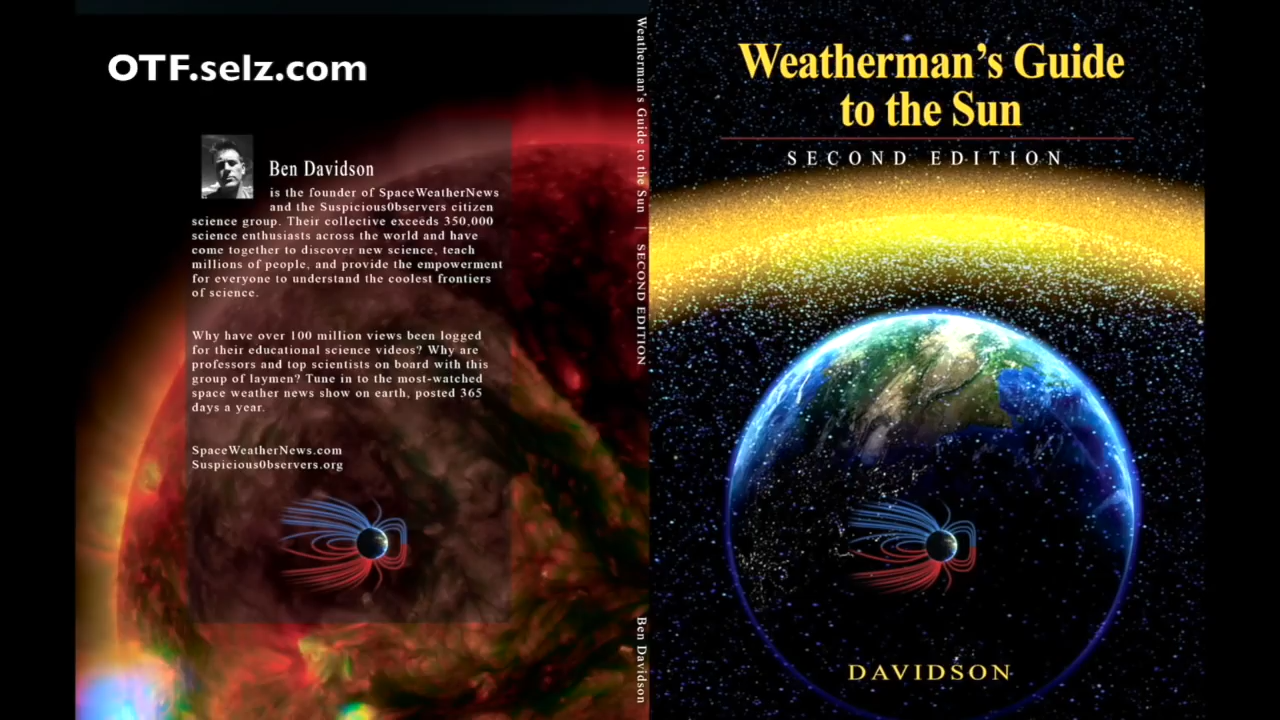 OTF.selz.com
Ben Davidson
is the founder of SpaceWeatherNews
and the Suspicious0bservers citizen
science group. Their collective exceeds 350,000
science enthusiasts across the world and have
come together to discover new science, teach
millions of people, and provide the empowerment
for everyone to understand the coolest frontiers
of science.
Why have over 100 million views been logged
for their educational science videos? Why are
professors and top scientists on board with this
group of laymen? Tune in to the most-watched
space weather news show on earth, posted 365
days a year.
SpaceWeatherNews.com
Suspicious0bservers.org
Weatherman's Guide to the Sun | SECOND EDITION
Ben Davidson
Weatherman's Guide
to the Sun
SECOND EDITION
DAVIDSON